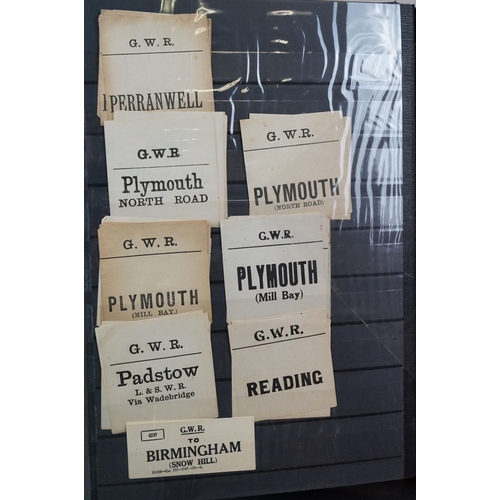 G. W. R.
PERRANWELL
G.W.R
Plymouth
NORTH ROAD
G. W. R.
PLYMOUTH
(NORTH ROAD)
G. W. R.
PLYMOUTH
(MILL BAY.)
G.W.R.
PLYMOUTH
(Mill Bay)
G. W. R.
Padstow
L. & S. W. R.
Via Wadebridge
G.W.R.
READING
G.W.R.
TO
BIRMINGHAM
(SNOW HILL)